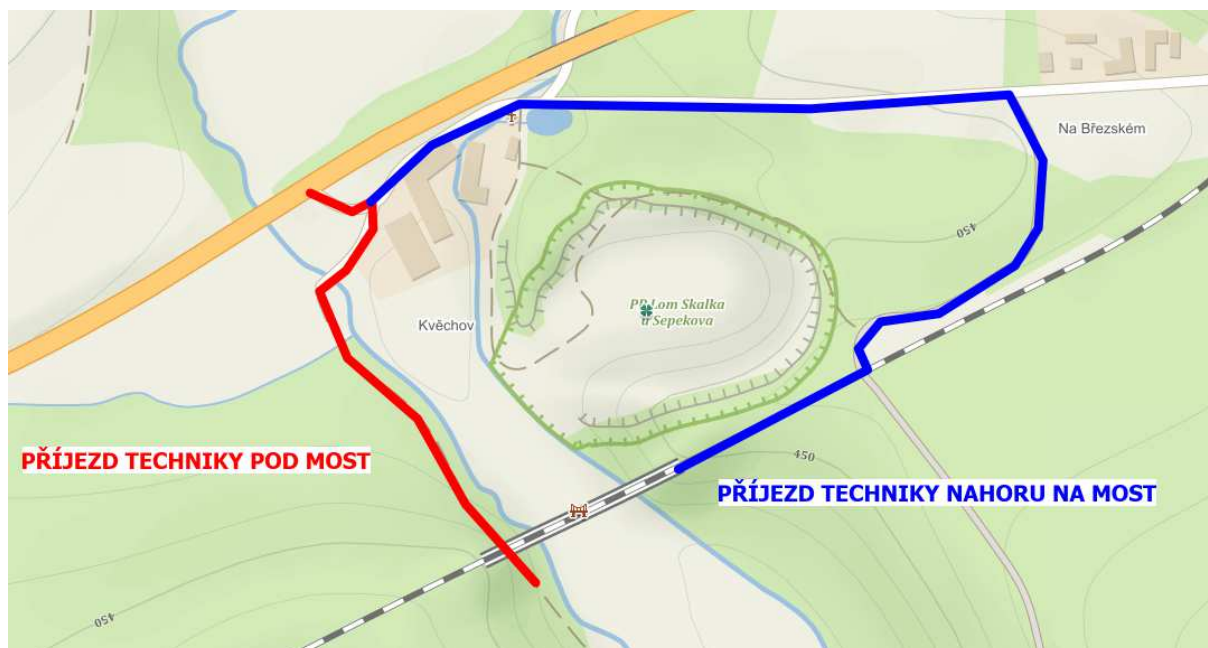 Na Březském
450
PP Lom Skalka
u Sepekova
Kvěchov
PŘÍJEZD TECHNIKY POD MOST
450
PŘÍJEZD TECHNIKY NAHORU NA MOST
450